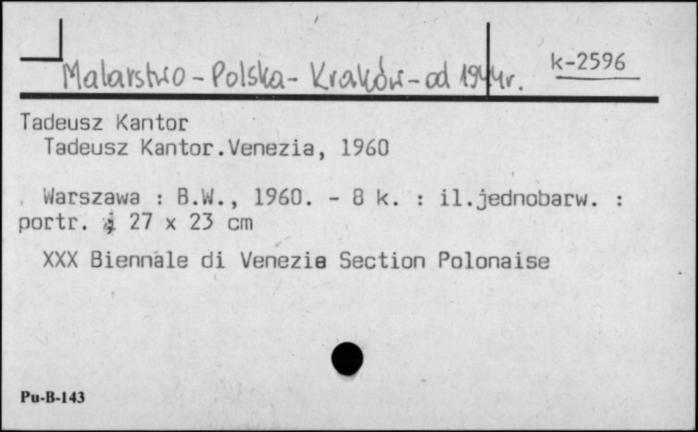 Malarstwo - Polska - Kraków - od 1944r.
k-2596
Tadeusz Kantor
Tadeusz Kantor.Venezia, 1960
Warszawa : B.W., 1960. - 8 k. : il.jednobarw. :
portr. ; 27 x 23 cm
XXX Biennale di Venezia Section Polonaise
Pu-B-143